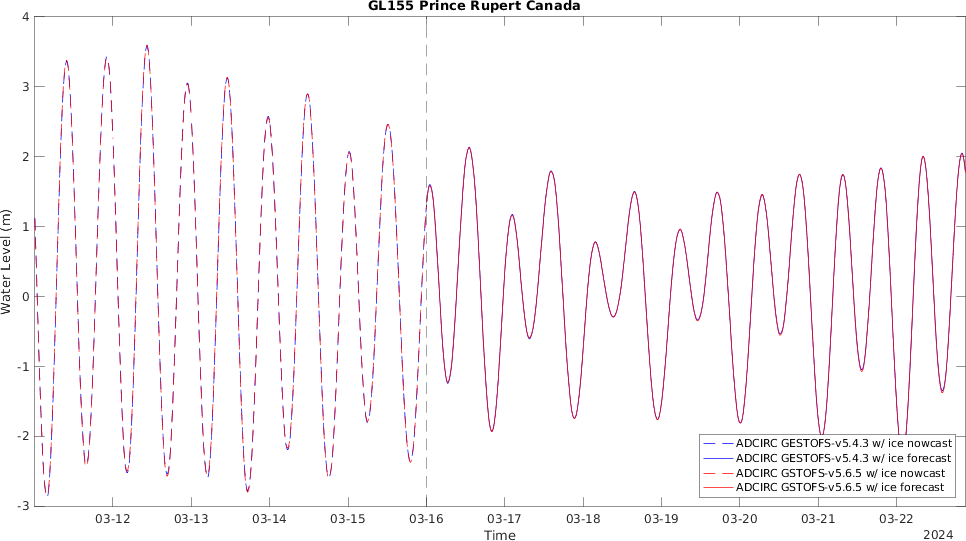 GL155 Prince Rupert Canada
4
3
2
1
0
-1
-2
-3
Water Level (m)
03-12
03-13
03-14
03-15
03-16
03-17
03-18
03-19
03-20
03-21
03-22
Time
2024
ADCIRC GESTOFS-v5.4.3 w/ ice nowcast
ADCIRC GESTOFS-v5.4.3 w/ ice forecast
ADCIRC GSTOFS-v5.6.5 w/ ice nowcast
ADCIRC GSTOFS-v5.6.5 w/ ice forecast